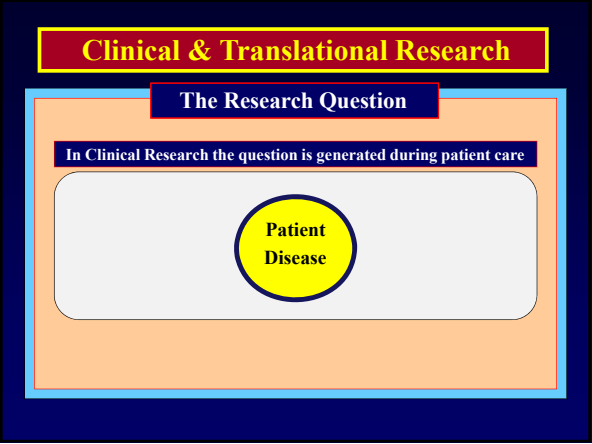 Clinical & Translational Research
The Research Question
In Clinical Research the question is generated during patient care
Patient
Disease